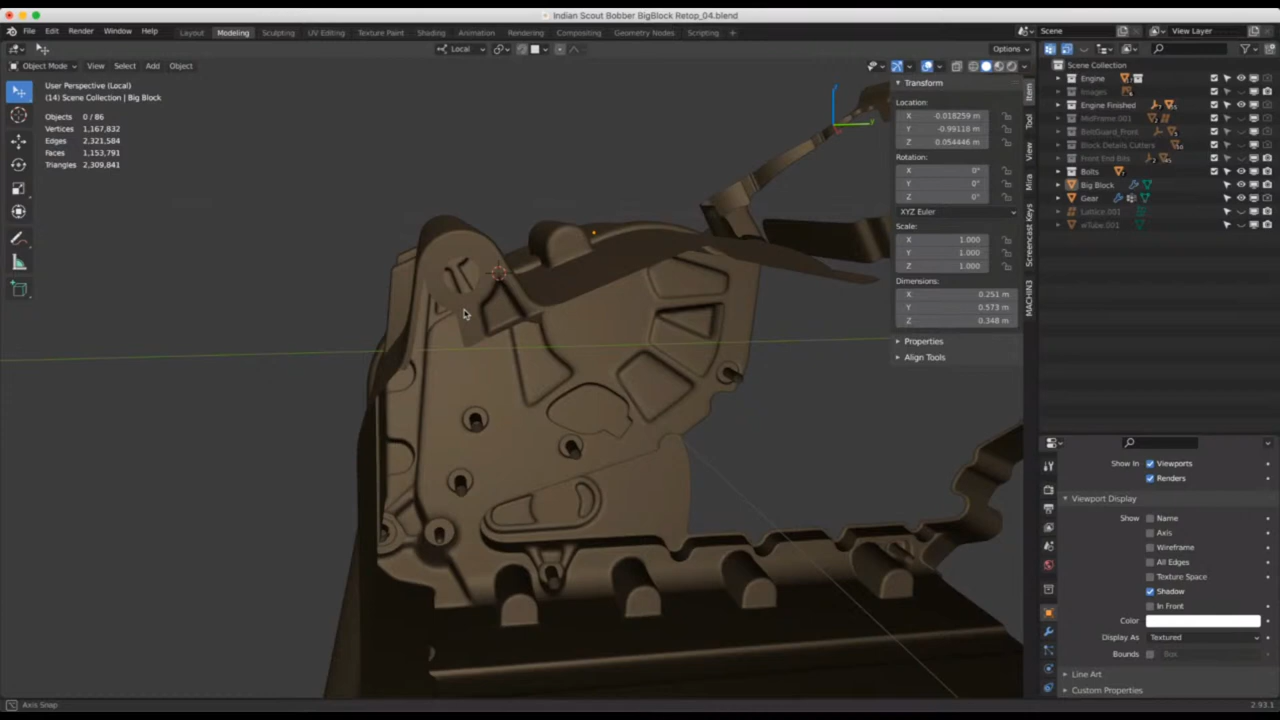 Indian Scout Bobber BigBlock Retop_04.blend
File Edit Render Window Help Layout Modeling Sculpting UV Editing Texture Paint Shading Animation Rendering Compositing Geometry Nodes Scripting + Scene View Layer
Local Options
Object Mode View Select Add Object
User Perspective (Local)
(14) Scene Collection | Big Block
Objects 0 / 86
Vertices 1,167,832
Edges 2,321,584
Faces 1,153,791
Triangles 2,309,841
Transform
Location:
X -0.018259 m
Y -0.99118 m
Z 0.054446 m
Rotation:
X 0°
Y 0°
Z 0°
XYZ Euler
Scale:
X 1.000
Y 1.000
Z 1.000
Dimensions:
X 0.251 m
Y 0.573 m
Z 0.348 m
Properties
Align Tools
Item
Tool
View
Mira
Screencast Keys
MACHIN3
Scene Collection
Engine
Images
Engine Finished
MidFrame.001
BoltGuard_Front
Block Details Cutters
Front End Bits
Bolts
Big Block
Gear
Lattice.001
wTube.001
Show In Viewports
Renders
Viewport Display
Show Name
Axis
Wireframe
All Edges
Texture Space
Shadow
In Front
Color
Display As Textured
Bounds Box
Line Art
Custom Properties
Axis Snap 2.93.1